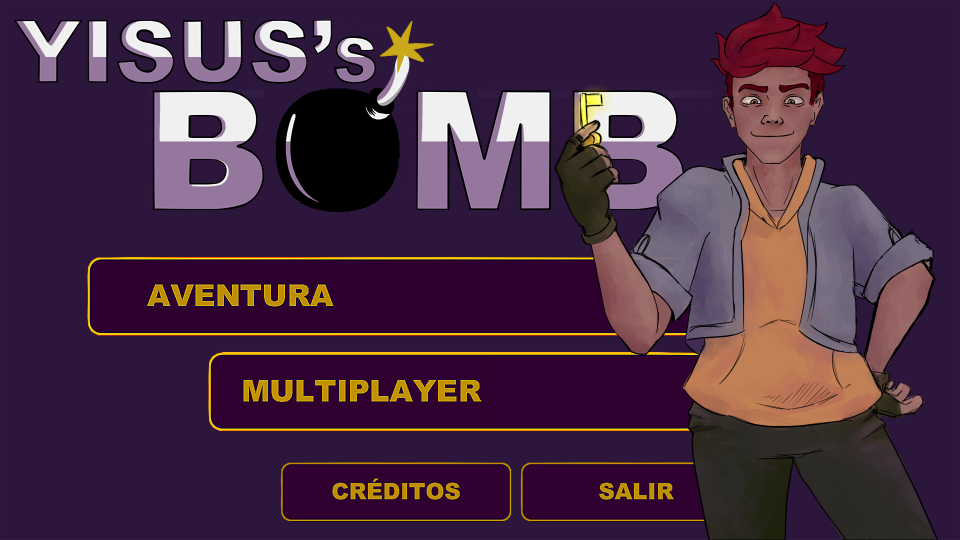 YISUS’s
BOMB
AVENTURA
MULTIPLAYER
CRÉDITOS SALIR